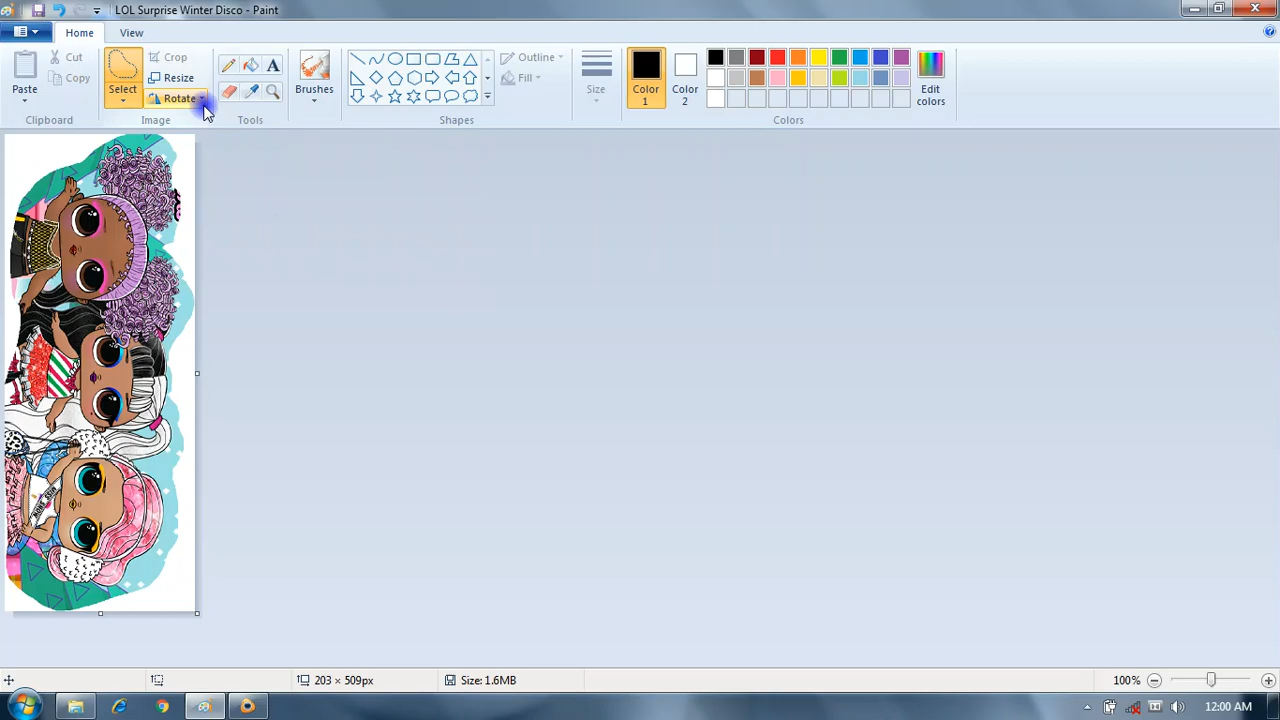 LOL Surprise Winter Disco - Paint
Home View
Paste
Cut
Copy
Clipboard
Select
Crop
Resize
Rotate
Image
A
Tools
Brushes
Outline
Fill
Shapes
Size
Color 1
Color 2
Edit colors
Colors
203 × 509px
Size: 1.6MB
100%
12:00 AM